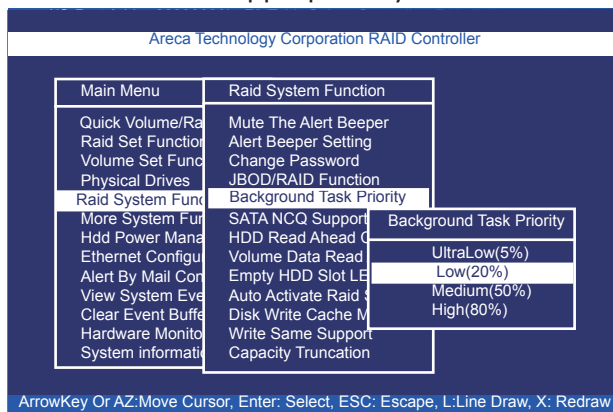 Areca Technology Corporation RAID Controller
Main Menu
Quick Volume/Ra
Raid Set Function
Volume Set Func
Physical Drives
Raid System Func
More System Fun
Hdd Power Mana
Ethernet Configu
Alert By Mail Con
View System Eve
Clear Event Buffe
Hardware Monito
System informati
Raid System Function
Mute The Alert Beeper
Alert Beeper Setting
Change Password
JBOD/RAID Function
Background Task Priority
SATA NCQ Support
HDD Read Ahead C
Volume Data Read
Empty HDD Slot LE
Auto Activate Raid S
Disk Write Cache M
Write Same Support
Capacity Truncation
Background Task Priority
UltraLow(5%)
Low(20%)
Medium(50%)
High(80%)
ArrowKey Or AZ:Move Cursor, Enter: Select, ESC: Escape, L:Line Draw, X: Redraw